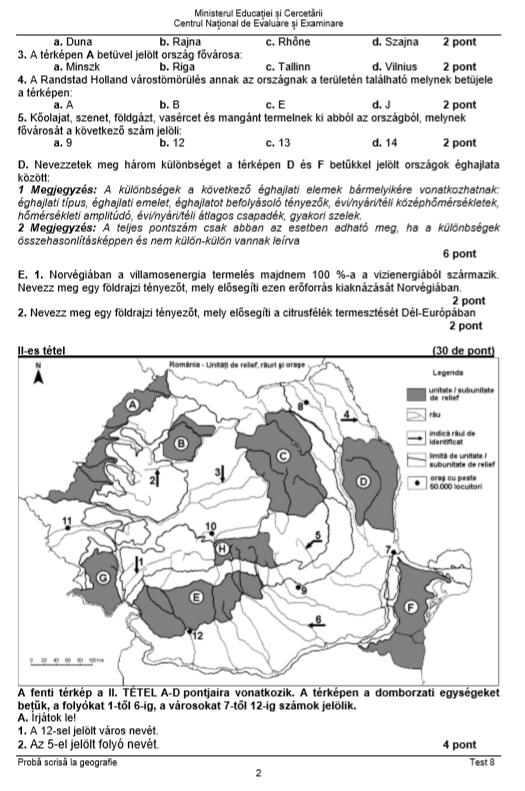 Ministerul Educației și Cercetării
Centrul Național de Evaluare și Examinare
a. Duna b. Rajna c. Rhône d. Szajna 2 pont
3. A térképen A betüvel jelölt ország fővárosa:
a. Minszk b. Riga c. Tallinn d. Vilnius 2 pont
4. A Randstad Holland várostömörülés annak az országnak a területén található melynek betüjele
a térképen:
a. A b. B c. E d. J 2 pont
5. Kőolajat, szenet, földgázt, vasércet és mangánt termelnek ki abból az országból, melynek
fővárosát a következő szám jelöli:
a. 9 b. 12 c. 13 d. 14 2 pont
D. Nevezzetek meg három különbséget a térképen D és F betűkkel jelölt országok éghajlata
között:
1 Megjegyzés: A különbségek a következő éghajlati elemek bármelyikére vonatkozhatnak:
éghajlati típus, éghajlati emelet, éghajlatot befolyásoló tényezők, évi/nyári/téli középhőmérsékletek,
hőmérsékleti amplitúdó, évi/nyári/téli átlagos csapadék, gyakori szelek.
2 Megjegyzés: A teljes pontszám csak abban az esetben adható meg, ha a különbségek
összehasonlításképpen és nem külön-külön vannak leírva
6 pont
E. 1. Norvégiában a villamosenergia termelés majdnem 100 %-a a vizienergiából származik.
Nevezz meg egy földrajzi tényezőt, mely elősegíti ezen erőforrás kiaknázását Norvégiában.
2 pont
2. Nevezz meg egy földrajzi tényezőt, mely elősegíti a citrusfélék termesztését Dél-Európában
2 pont
II-es tétel (30 de pont)
N
România - Unități de relief, râuri și orașe
Legenda
unitate / subunitate
de relief
râu
indică râul de
identificat
limită de unitate /
subunitate de relief
oraș cu peste
50.000 locuitori
A
B
C
D
E
F
G
H
1
2
3
4
5
6
7
8
9
10
11
12
0 20 40 60 80 100 Km
A fenti térkép a II. TÉTEL A-D pontjaira vonatkozik. A térképen a domborzati egységeket
betűk, a folyókat 1-től 6-ig, a városokat 7-től 12-ig számok jelölik.
A. Írjátok le!
1. A 12-sel jelölt város nevét.
2. Az 5-el jelölt folyó nevét. 4 pont
Probă scrisă la geografie Test 8
2